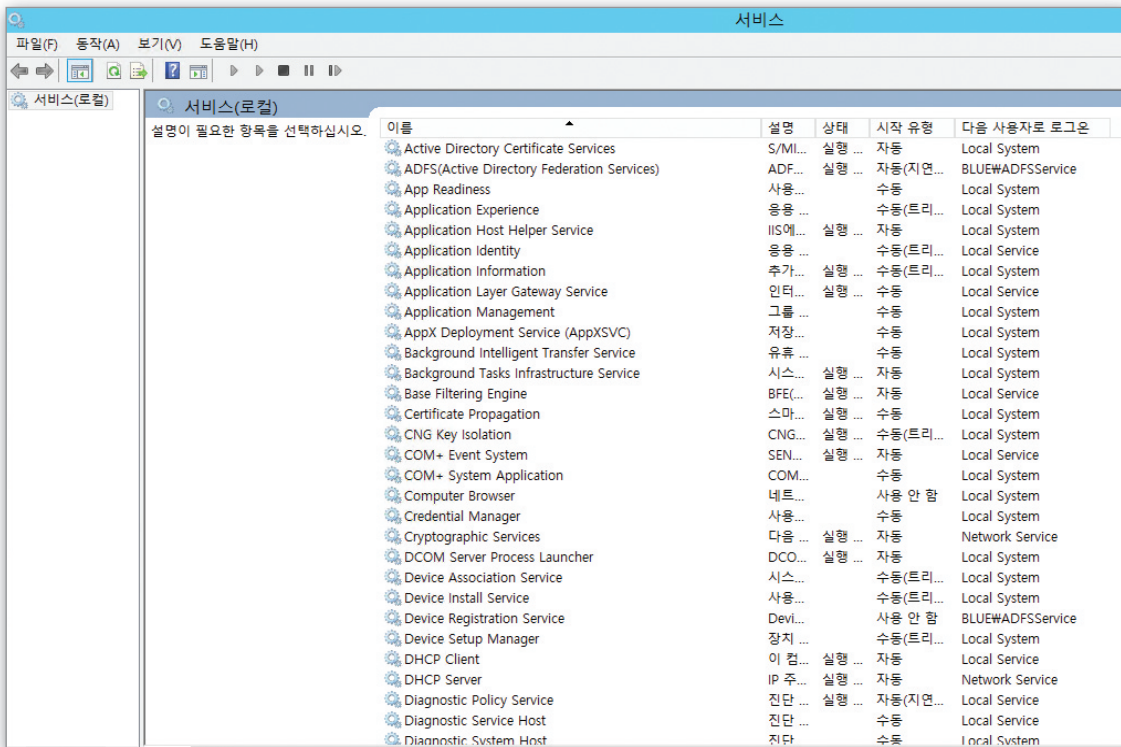 서비스
파일(F) 동작(A) 보기(V) 도움말(H)
서비스(로컬)
서비스(로컬)
설명이 필요한 항목을 선택하십시오.
이름 설명 상태 시작 유형 다음 사용자로 로그온
Active Directory Certificate Services S/MI... 실행 ... 자동 Local System
ADFS(Active Directory Federation Services) ADF... 실행 ... 자동(지연... BLUE₩ADFSService
App Readiness 사용... 수동 Local System
Application Experience 응용 ... 수동(트리... Local System
Application Host Helper Service IIS에... 실행 ... 자동 Local System
Application Identity 응용 ... 수동(트리... Local Service
Application Information 추가... 실행 ... 수동(트리... Local System
Application Layer Gateway Service 인터... 실행 ... 수동 Local Service
Application Management 그룹 ... 수동 Local System
AppX Deployment Service (AppXSVC) 저장... 수동 Local System
Background Intelligent Transfer Service 유휴 ... 수동 Local System
Background Tasks Infrastructure Service 시스... 실행 ... 자동 Local System
Base Filtering Engine BFE(... 실행 ... 자동 Local Service
Certificate Propagation 스마... 실행 ... 수동 Local System
CNG Key Isolation CNG... 실행 ... 수동(트리... Local System
COM+ Event System SEN... 실행 ... 자동 Local Service
COM+ System Application COM... 수동 Local System
Computer Browser 네트... 사용 안 함 Local System
Credential Manager 사용... 수동 Local System
Cryptographic Services 다음 ... 실행 ... 자동 Network Service
DCOM Server Process Launcher DCO... 실행 ... 자동 Local System
Device Association Service 시스... 수동(트리... Local System
Device Install Service 사용... 수동(트리... Local System
Device Registration Service Devi... 사용 안 함 BLUE₩ADFSService
Device Setup Manager 장치 ... 수동(트리... Local System
DHCP Client 이 컴... 실행 ... 자동 Local Service
DHCP Server IP 주... 실행 ... 자동 Network Service
Diagnostic Policy Service 진단 ... 실행 ... 자동(지연... Local Service
Diagnostic Service Host 진단 ... 수동 Local Service
Diagnostic System Host 진단 수동 Local System